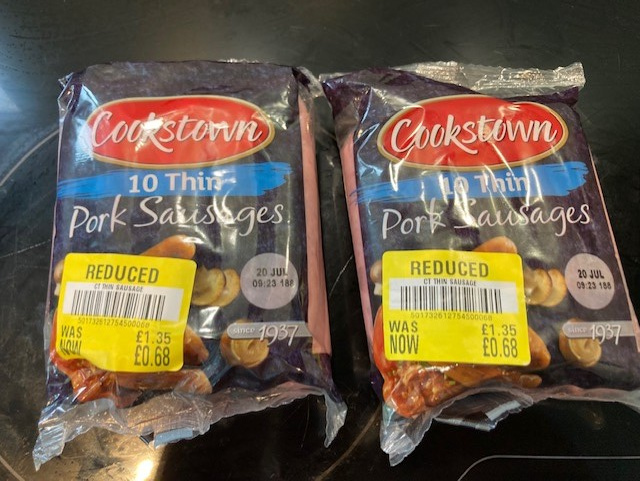 Cookstown
10 Thin
Pork Sausages
20 JUL
09:23 188
REDUCED
CT THIN SAUSAGE
5017326127545000068
WAS £1.35
NOW £0.68
since 1937
Cookstown
10 Thin
Pork Sausages
20 JUL
09:23 188
REDUCED
CT THIN SAUSAGE
5017326127545000068
WAS £1.35
NOW £0.68
since 1937